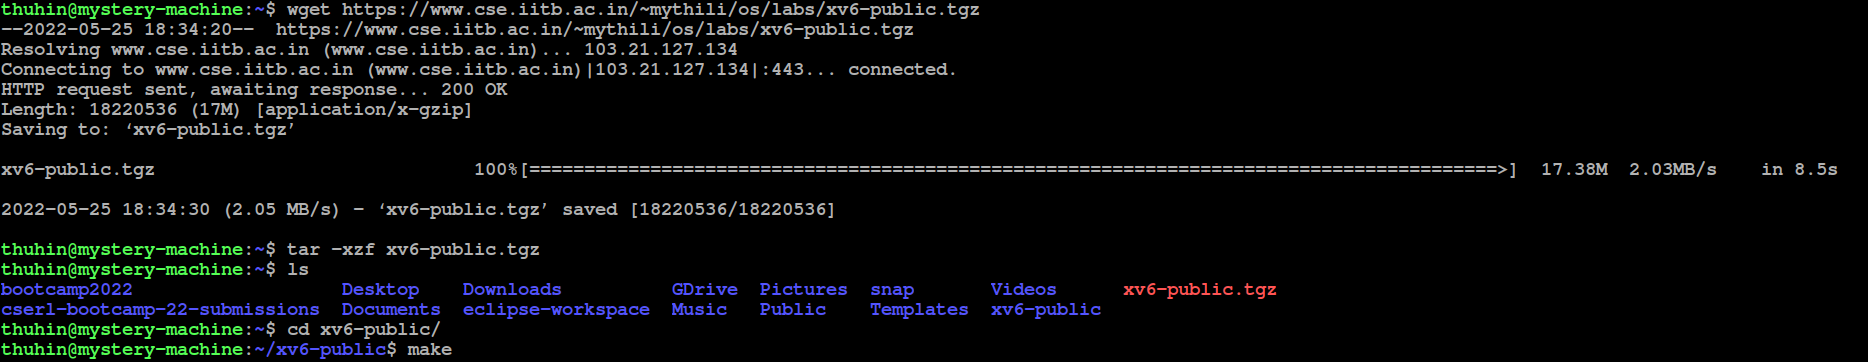 thuhin@mystery-machine:~$ wget https://www.cse.iitb.ac.in/~mythili/os/labs/xv6-public.tgz
--2022-05-25 18:34:20--  https://www.cse.iitb.ac.in/~mythili/os/labs/xv6-public.tgz
Resolving www.cse.iitb.ac.in (www.cse.iitb.ac.in)... 103.21.127.134
Connecting to www.cse.iitb.ac.in (www.cse.iitb.ac.in)|103.21.127.134|:443... connected.
HTTP request sent, awaiting response... 200 OK
Length: 18220536 (17M) [application/x-gzip]
Saving to: ‘xv6-public.tgz’
xv6-public.tgz                             100%[========================================================================================>]  17.38M  2.03MB/s    in 8.5s
2022-05-25 18:34:30 (2.05 MB/s) - ‘xv6-public.tgz’ saved [18220536/18220536]
thuhin@mystery-machine:~$ tar -xzf xv6-public.tgz
thuhin@mystery-machine:~$ ls
bootcamp2022                   Desktop    Downloads          GDrive  Pictures  snap       Videos      xv6-public.tgz
cserl-bootcamp-22-submissions  Documents  eclipse-workspace  Music   Public    Templates  xv6-public
thuhin@mystery-machine:~$ cd xv6-public/
thuhin@mystery-machine:~/xv6-public$ make